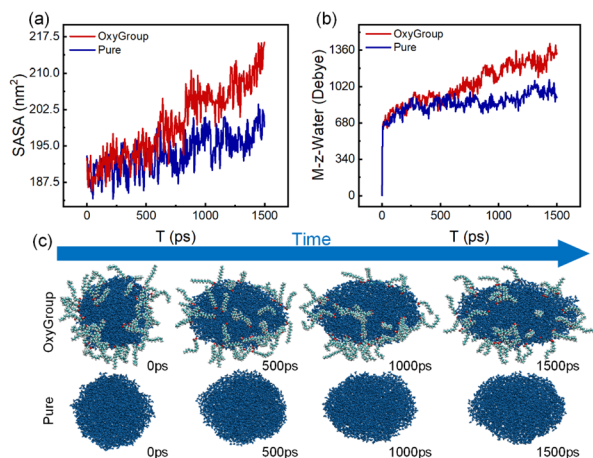 (a)
OxyGroup
Pure
217.5
210.0
202.5
195.0
187.5
SASA (nm²)
0 500 1000 1500
T (ps)
(b)
OxyGroup
Pure
1360
1020
680
340
0
M-z-Water (Debye)
0 500 1000 1500
T (ps)
Time
(c)
OxyGroup
0ps 500ps 1000ps 1500ps
Pure
0ps 500ps 1000ps 1500ps